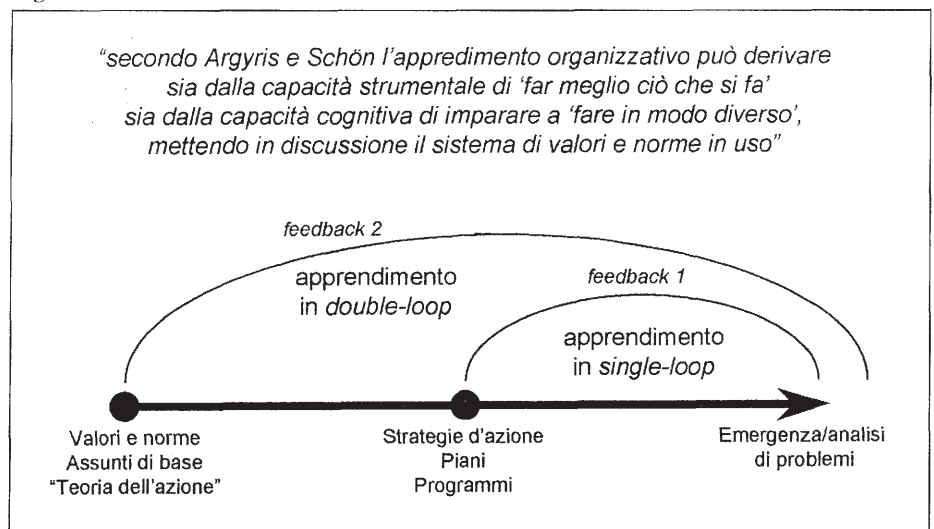 “secondo Argyris e Schön l’appredimento organizzativo può derivare
sia dalla capacità strumentale di ‘far meglio ciò che si fa’
sia dalla capacità cognitiva di imparare a ‘fare in modo diverso’,
mettendo in discussione il sistema di valori e norme in uso”
feedback 2
apprendimento
in double-loop
feedback 1
apprendimento
in single-loop
Valori e norme
Assunti di base
“Teoria dell’azione”
Strategie d’azione
Piani
Programmi
Emergenza/analisi
di problemi